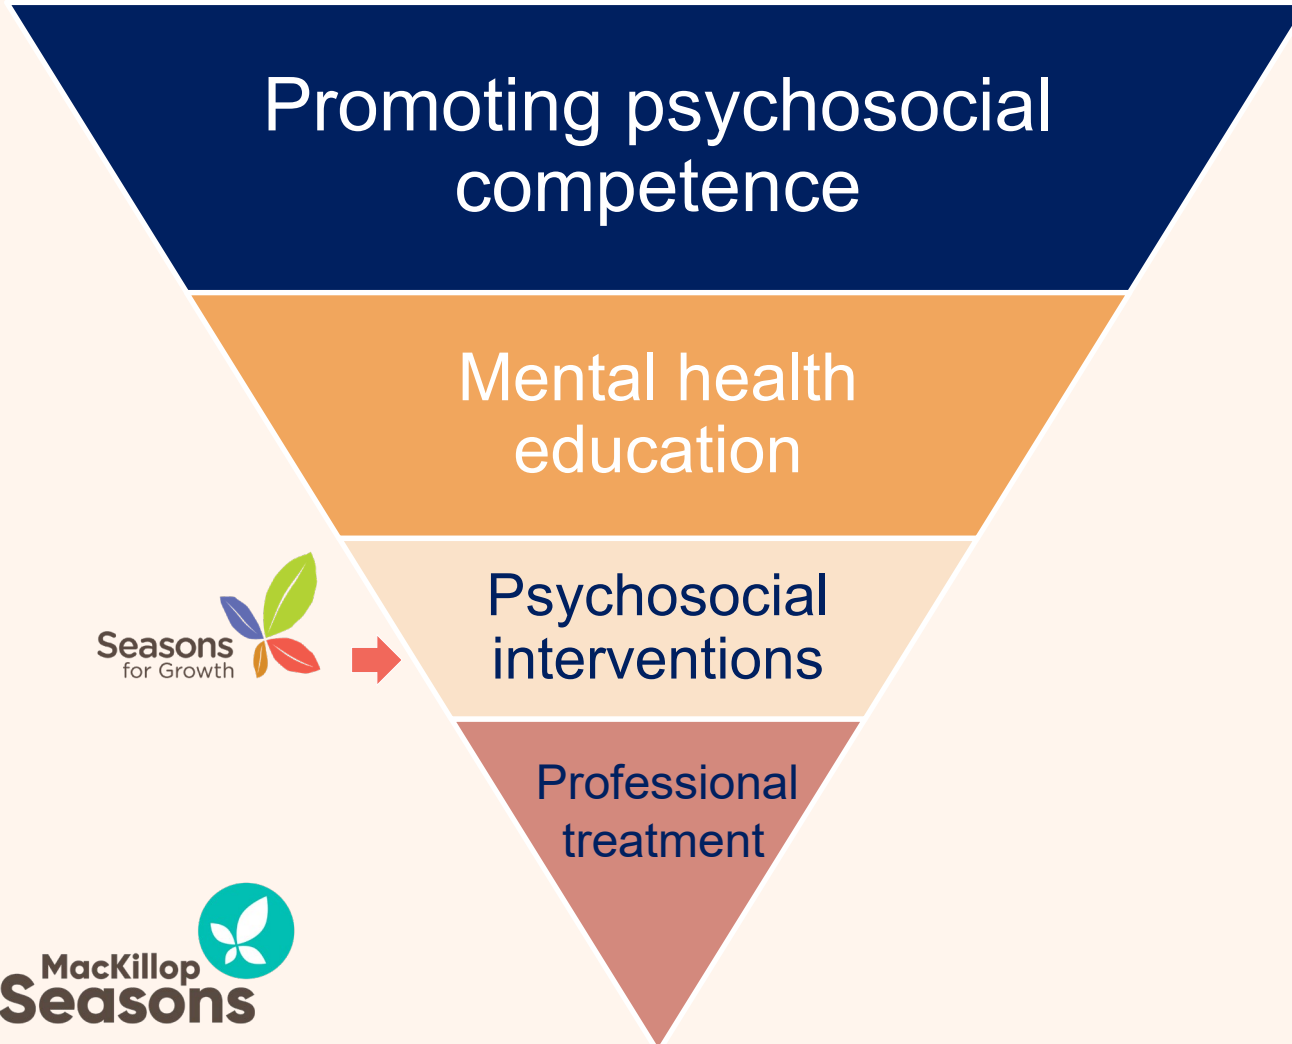 Promoting psychosocial
competence
Mental health
education
Psychosocial
interventions
Seasons
for Growth
Professional
treatment
MacKillop
Seasons